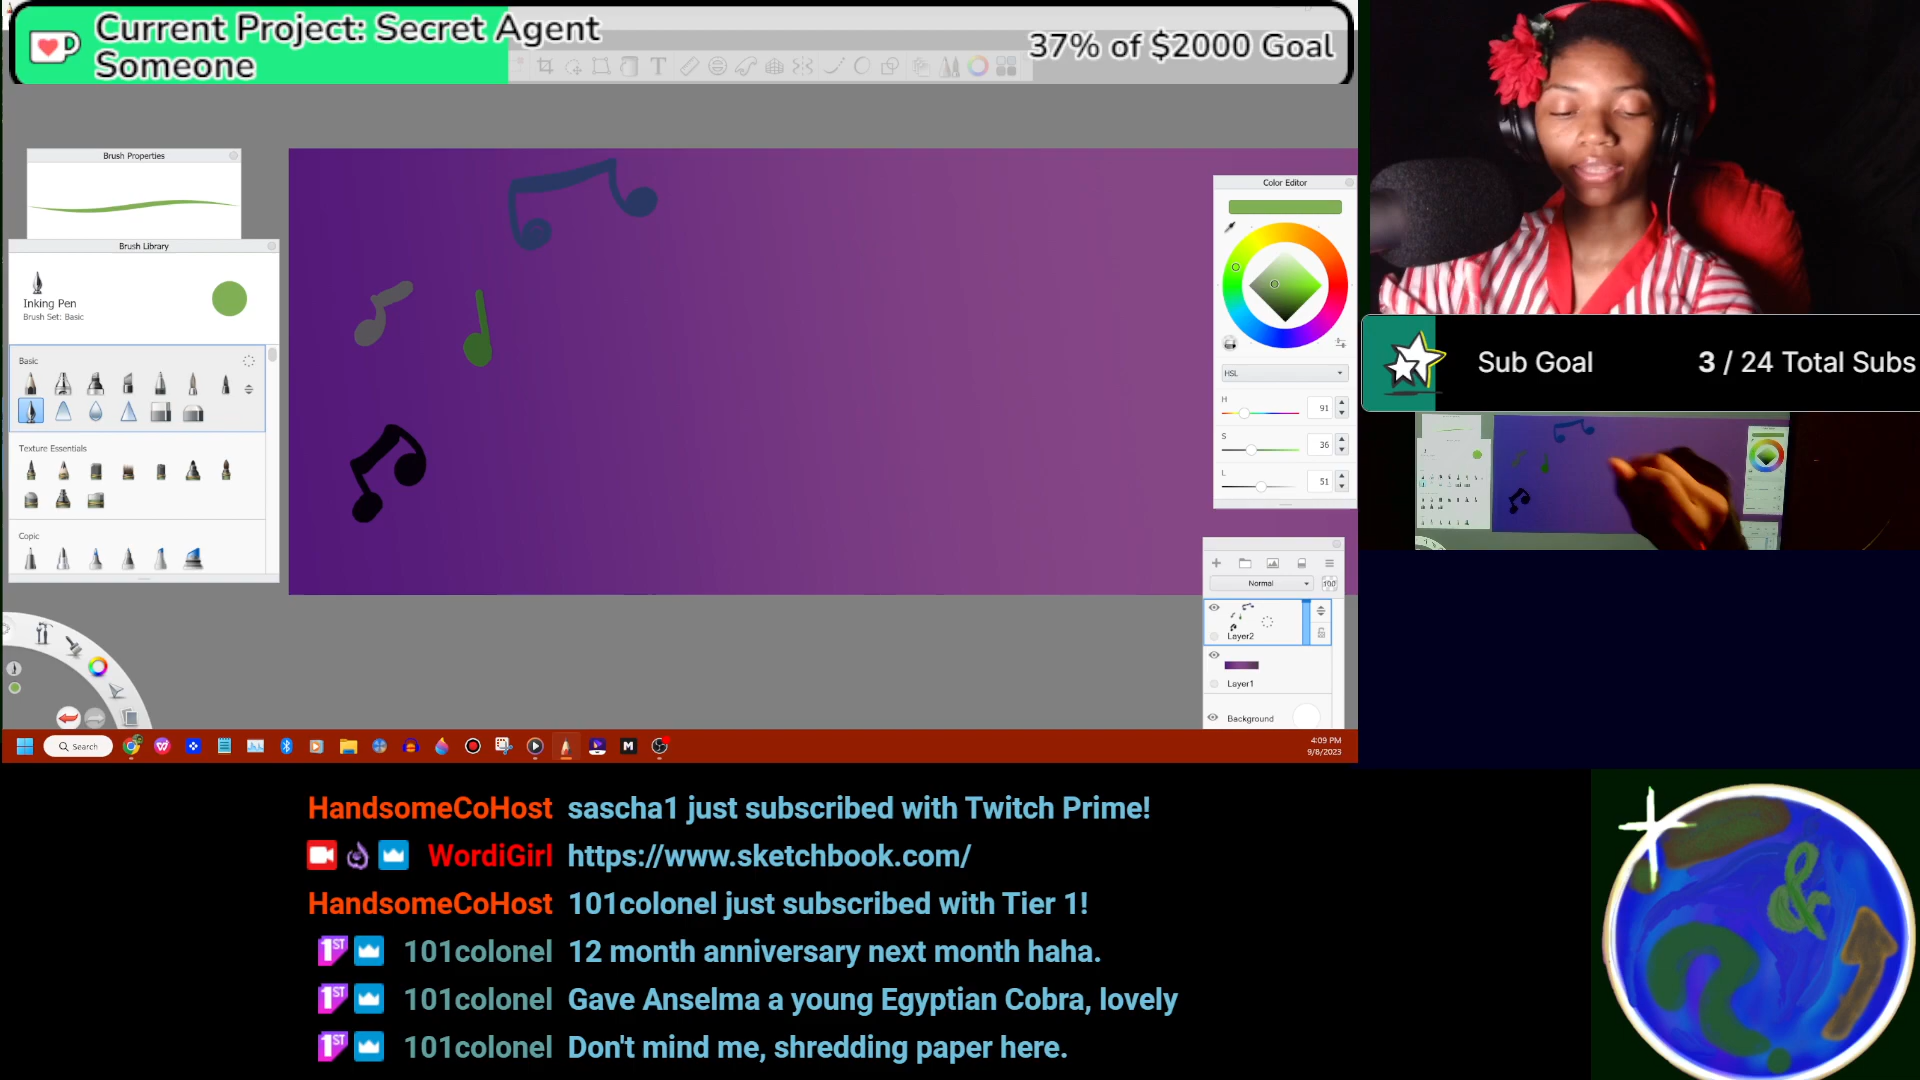 Current Project: Secret Agent
Someone
37% of $2000 Goal
Brush Properties
Brush Library
Inking Pen
Brush Set: Basic
Basic
Texture Essentials
Copic
Color Editor
HSL
H
91
S
36
L
51
Normal
100
Layer2
Layer1
Background
Search
4:09 PM
9/8/2023
Sub Goal
3 / 24 Total Subs
HandsomeCoHost sascha1 just subscribed with Twitch Prime!
WordiGirl https://www.sketchbook.com/
HandsomeCoHost 101colonel just subscribed with Tier 1!
1ST 101colonel 12 month anniversary next month haha.
1ST 101colonel Gave Anselma a young Egyptian Cobra, lovely
1ST 101colonel Don't mind me, shredding paper here.
&